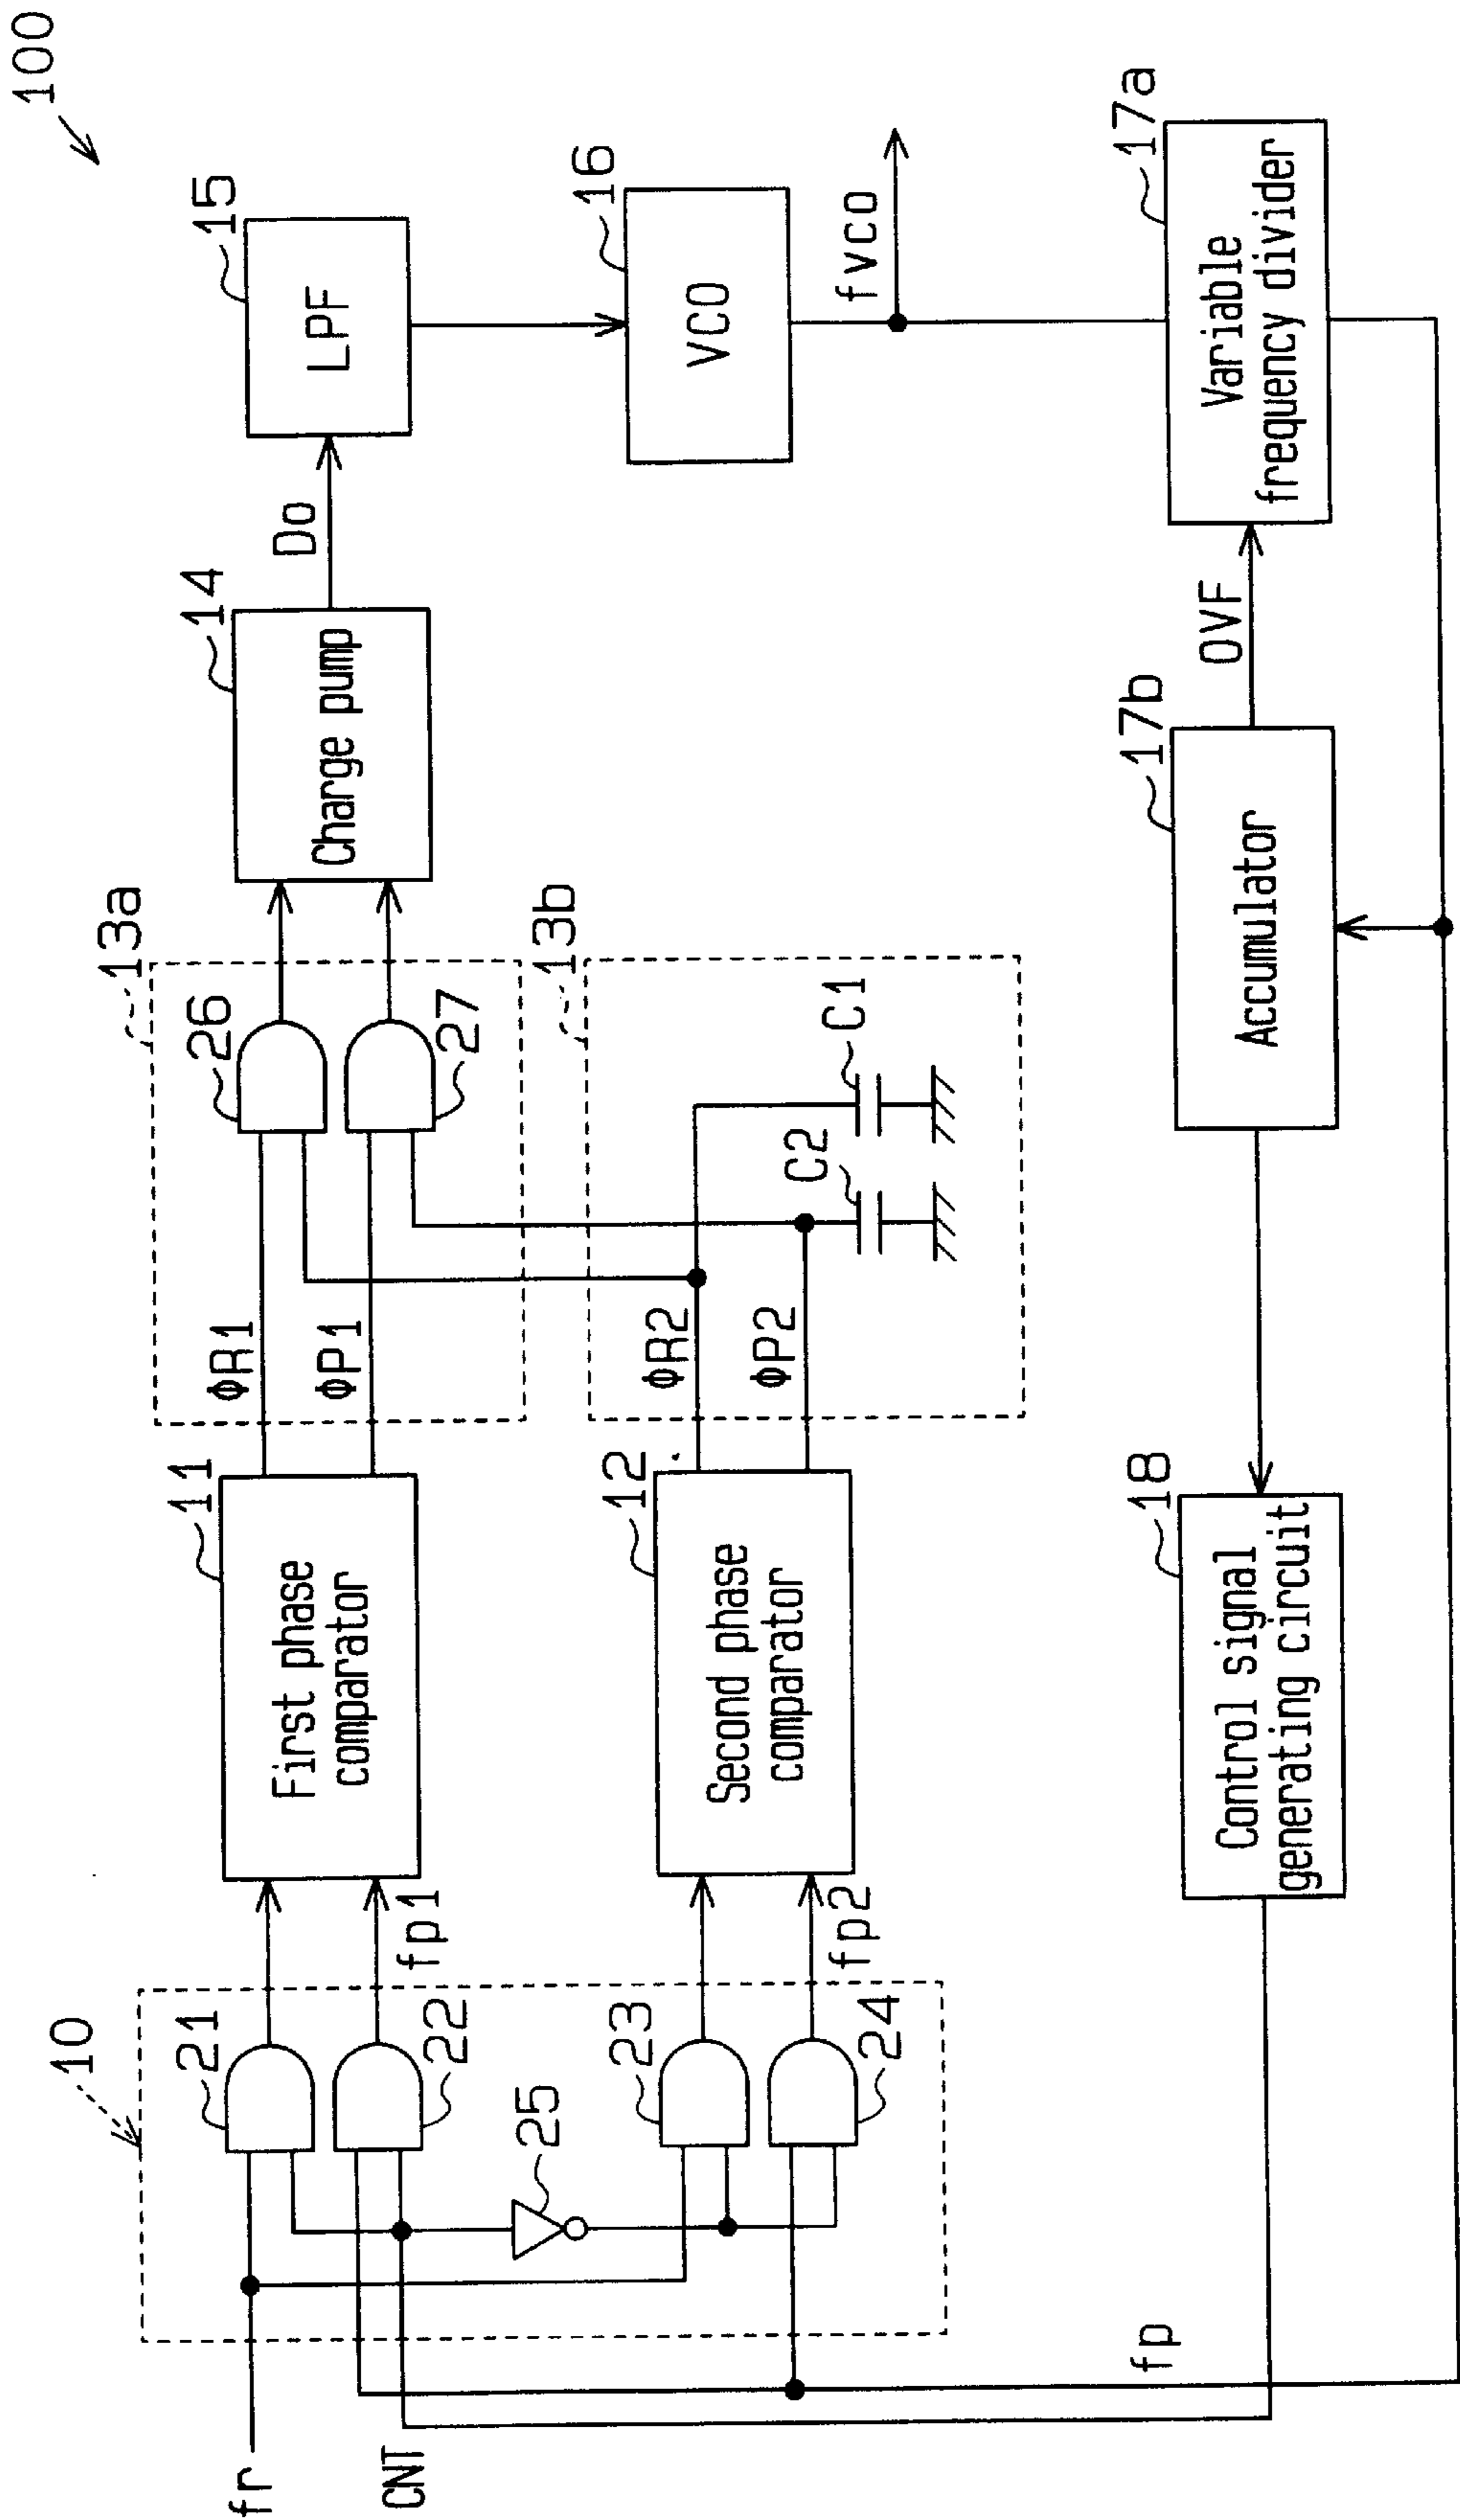 100
10
21
fr
22
CNT
25
23
24
fp1
fp2
fp
11
First phase
comparator
12
Second phase
comparator
ΦR1
ΦP1
ΦR2
ΦP2
13a
26
27
13b
C2
C1
14
Charge pump
Do
15
LPF
16
VCO
fvco
18
Control signal
generating circuit
17b
Accumulator
OVF
17a
Variable
frequency divider